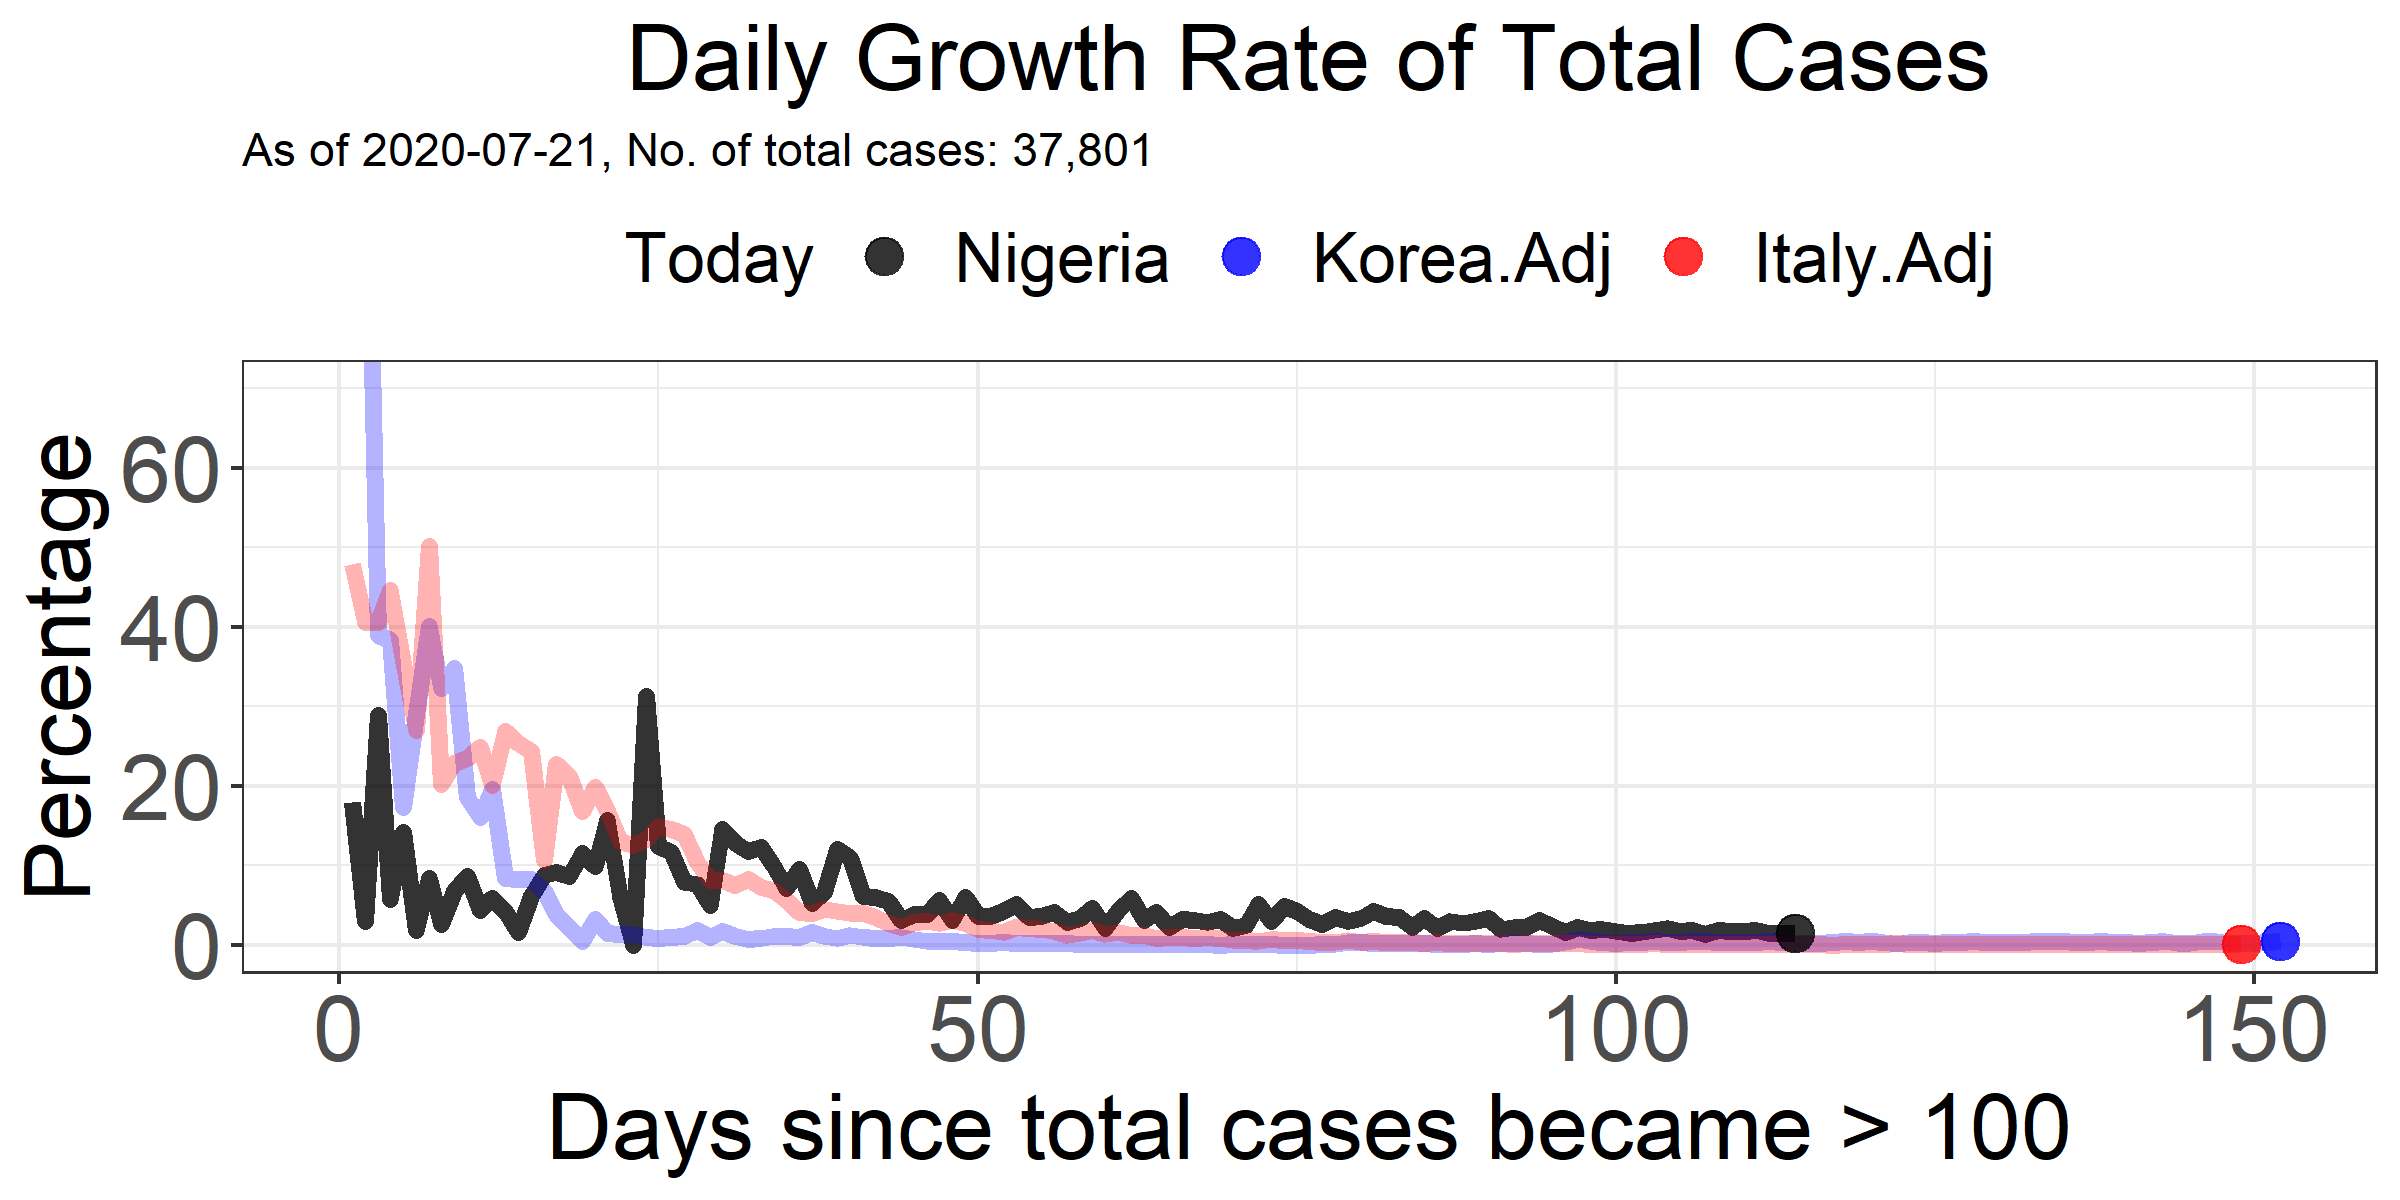 Daily Growth Rate of Total Cases
As of 2020-07-21, No. of total cases: 37,801
Today Nigeria Korea.Adj Italy.Adj
Percentage
60
40
20
0
0 50 100 150
Days since total cases became > 100